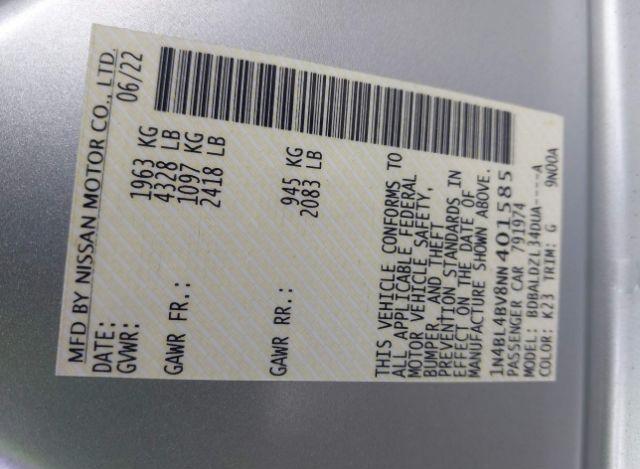 MFD BY NISSAN MOTOR CO., LTD.
DATE: 06/22
GVWR: 1963 KG
4328 LB
GAWR FR.: 1097 KG
2418 LB
GAWR RR.: 945 KG
2083 LB
THIS VEHICLE CONFORMS TO
ALL APPLICABLE FEDERAL
MOTOR VEHICLE SAFETY,
BUMPER, AND THEFT
PREVENTION STANDARDS IN
EFFECT ON THE DATE OF
MANUFACTURE SHOWN ABOVE.
1N4BL4BV8NN401585
PASSENGER CAR 791974
MODEL: BDBALDZL34DUA----A
COLOR: K23 TRIM: G 9N00A